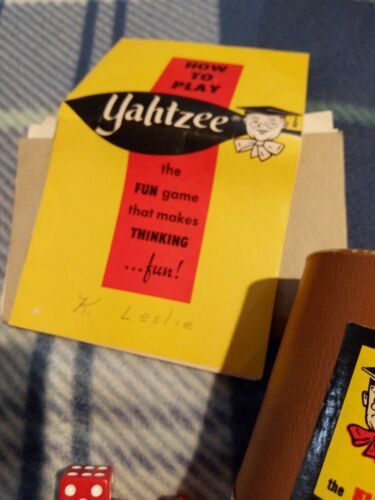 HOW
TO
PLAY
Yahtzee®
the
FUN game
that makes
THINKING
...fun!
K. Leslie
the